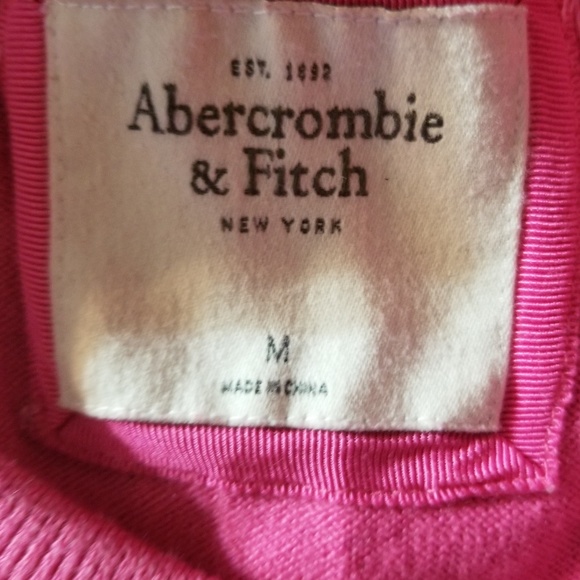 EST. 1892
Abercrombie
& Fitch
NEW YORK
M
MADE IN CHINA